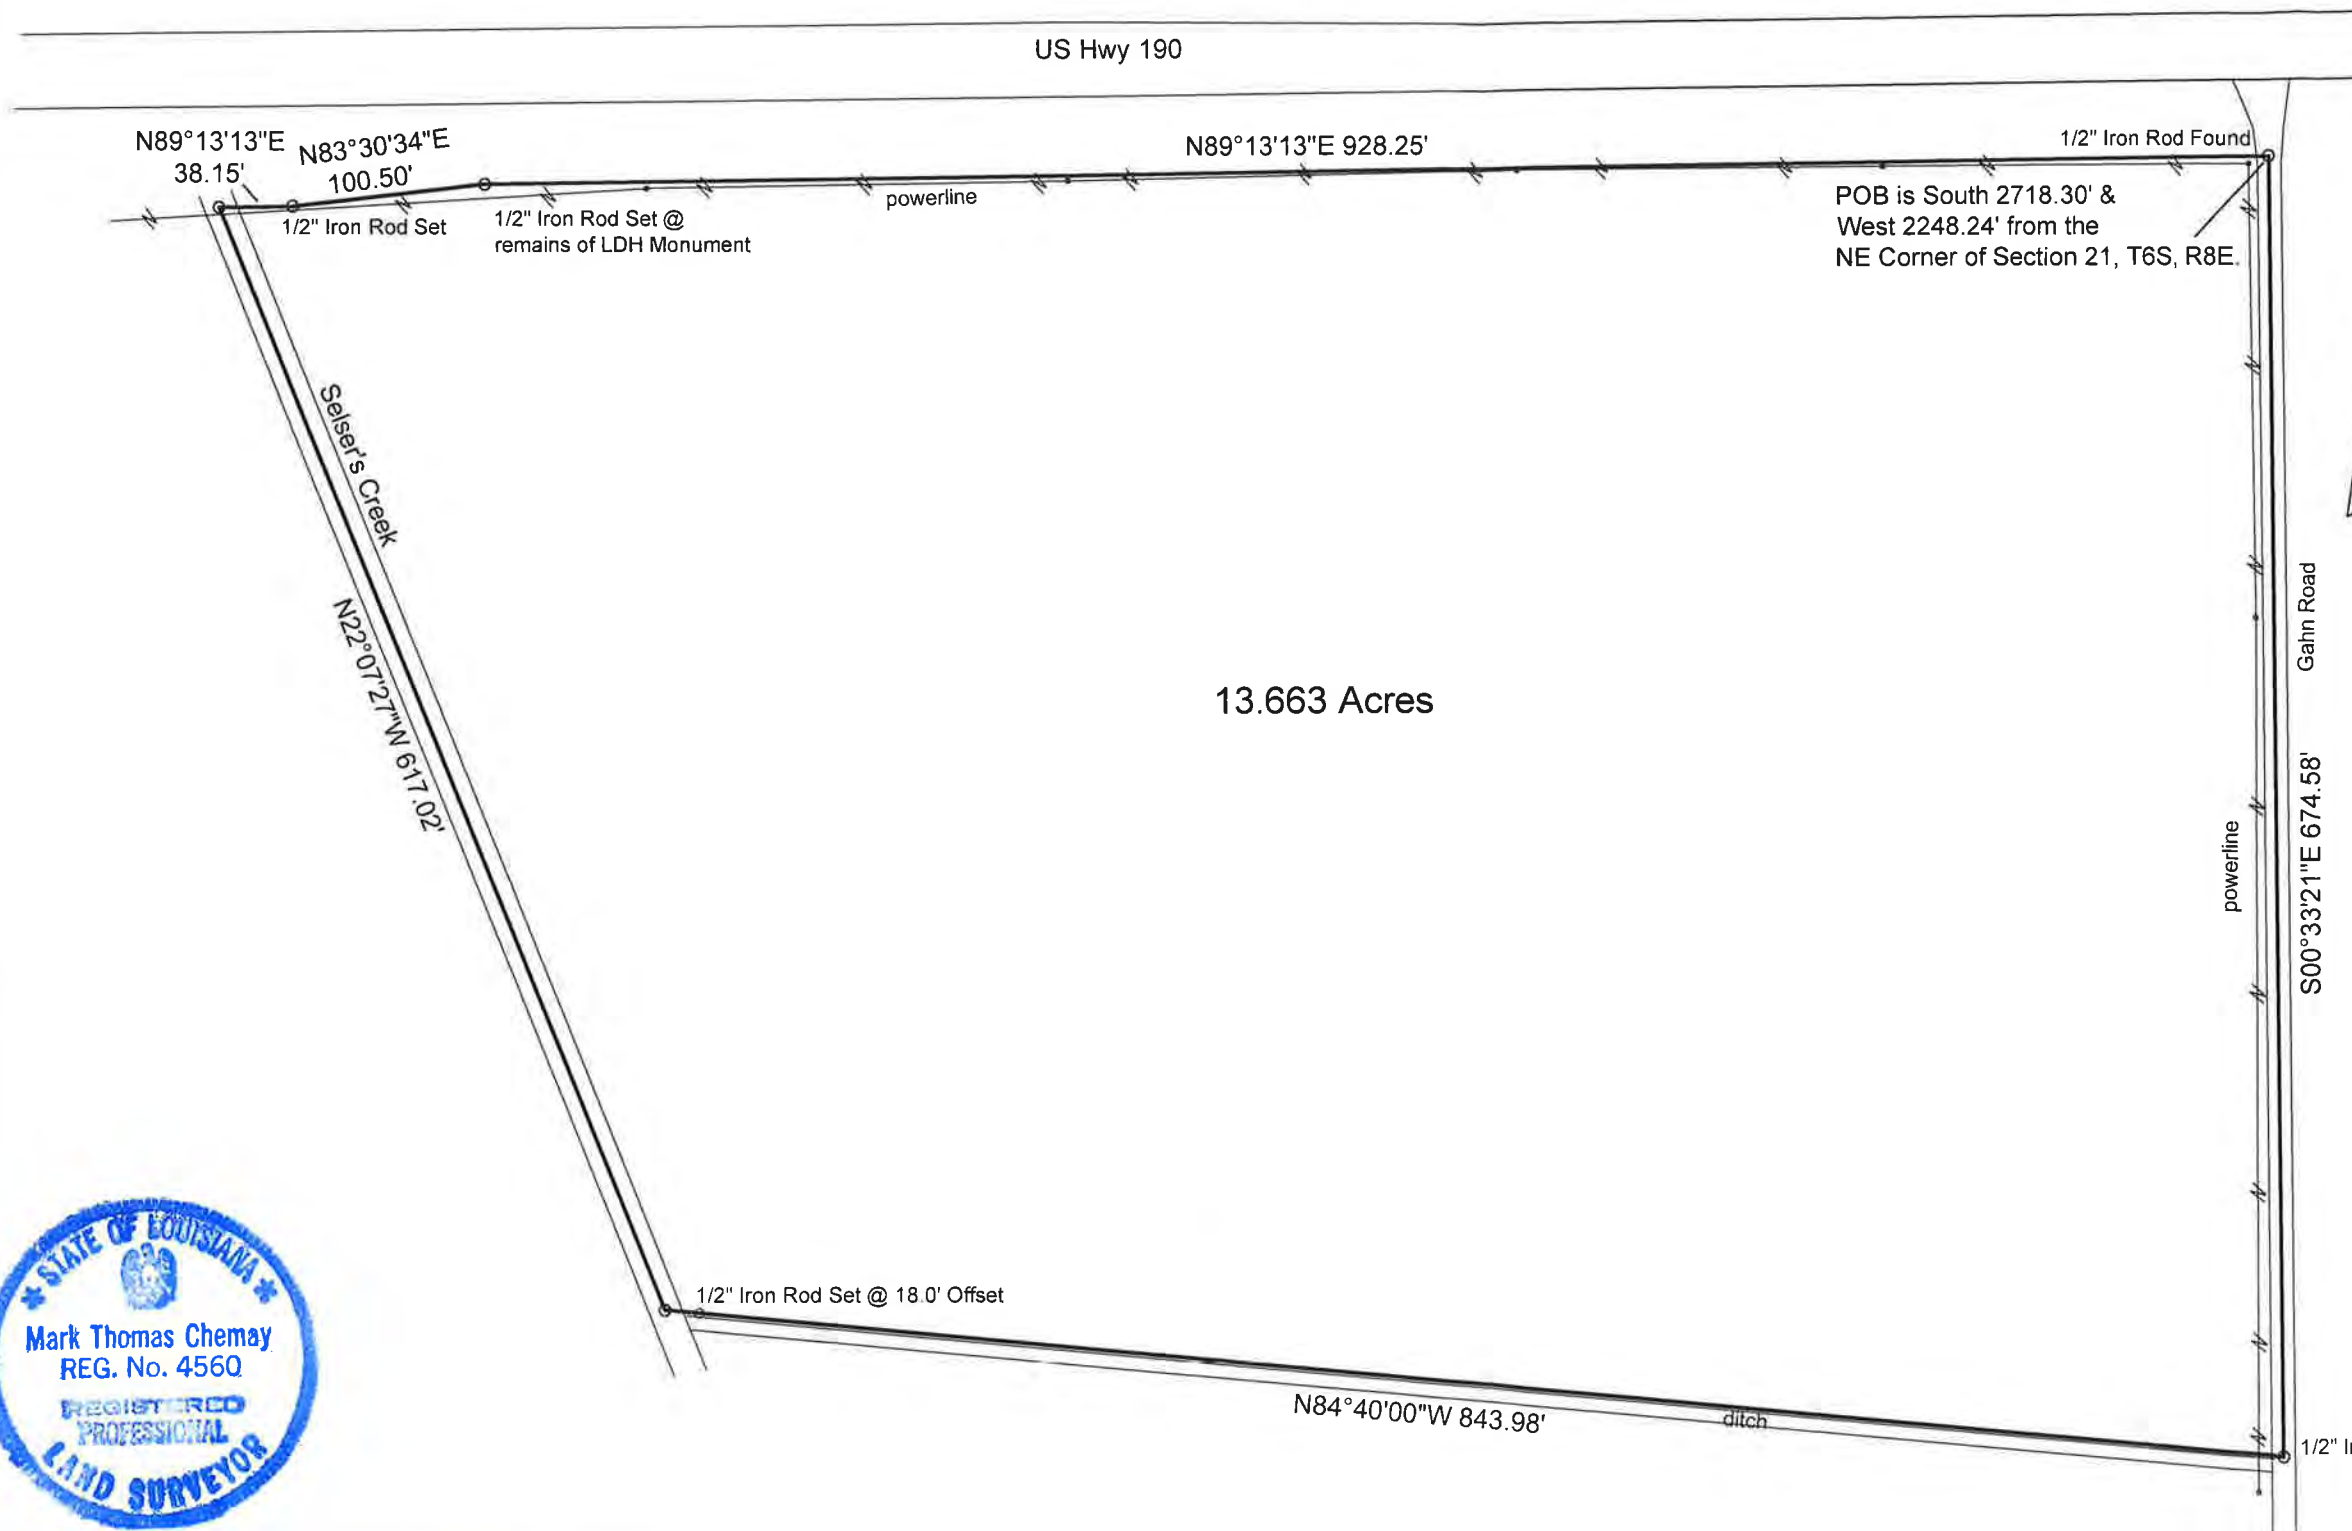 US Hwy 190
N89°13'13"E
38.15'
N83°30'34"E
100.50'
N89°13'13"E 928.25'
1/2" Iron Rod Found
1/2" Iron Rod Set
1/2" Iron Rod Set @
remains of LDH Monument
powerline
POB is South 2718.30' &
West 2248.24' from the
NE Corner of Section 21, T6S, R8E.
Selser's Creek
N22°07'27"W 617.02'
13.663 Acres
Gahn Road
S00°33'21"E 674.58'
powerline
1/2" Iron Rod Set @ 18.0' Offset
N84°40'00"W 843.98'
ditch
1/2"
STATE OF LOUISIANA
Mark Thomas Chemay
REG. No. 4560
REGISTERED
PROFESSIONAL
LAND SURVEYOR